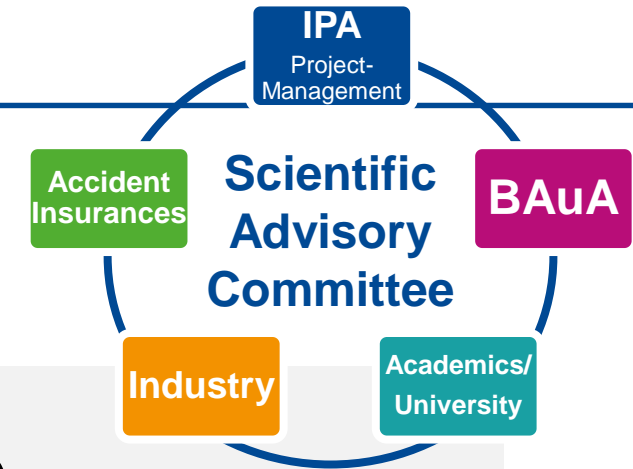 IPA
Project-
Management
Accident
Insurances
Scientific
Advisory
Committee
BAuA
Industry
Academics/
University